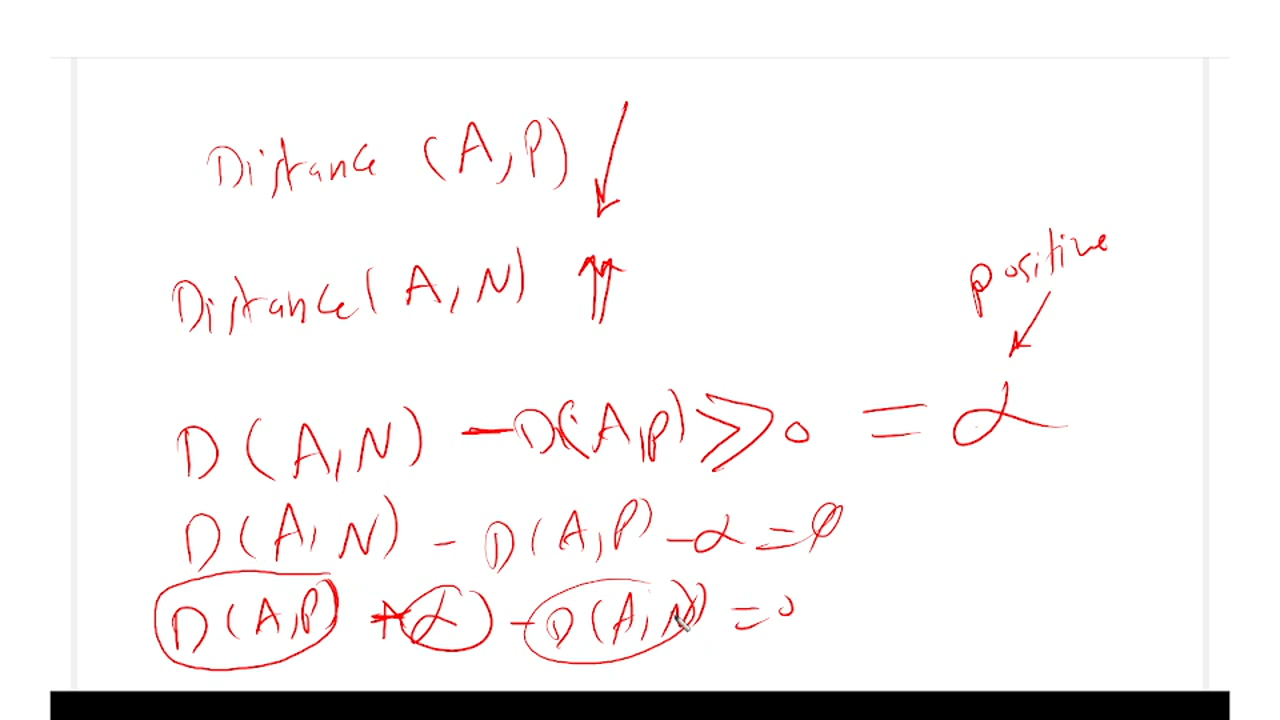 Distance (A,P) ↓
Distance(A,N) ⇈
positive
D(A,N) -D(A,P) >> 0 = α
D(A,N) - D(A,P) -α = 0
D(A,P) + α) - D(A,N) = 0